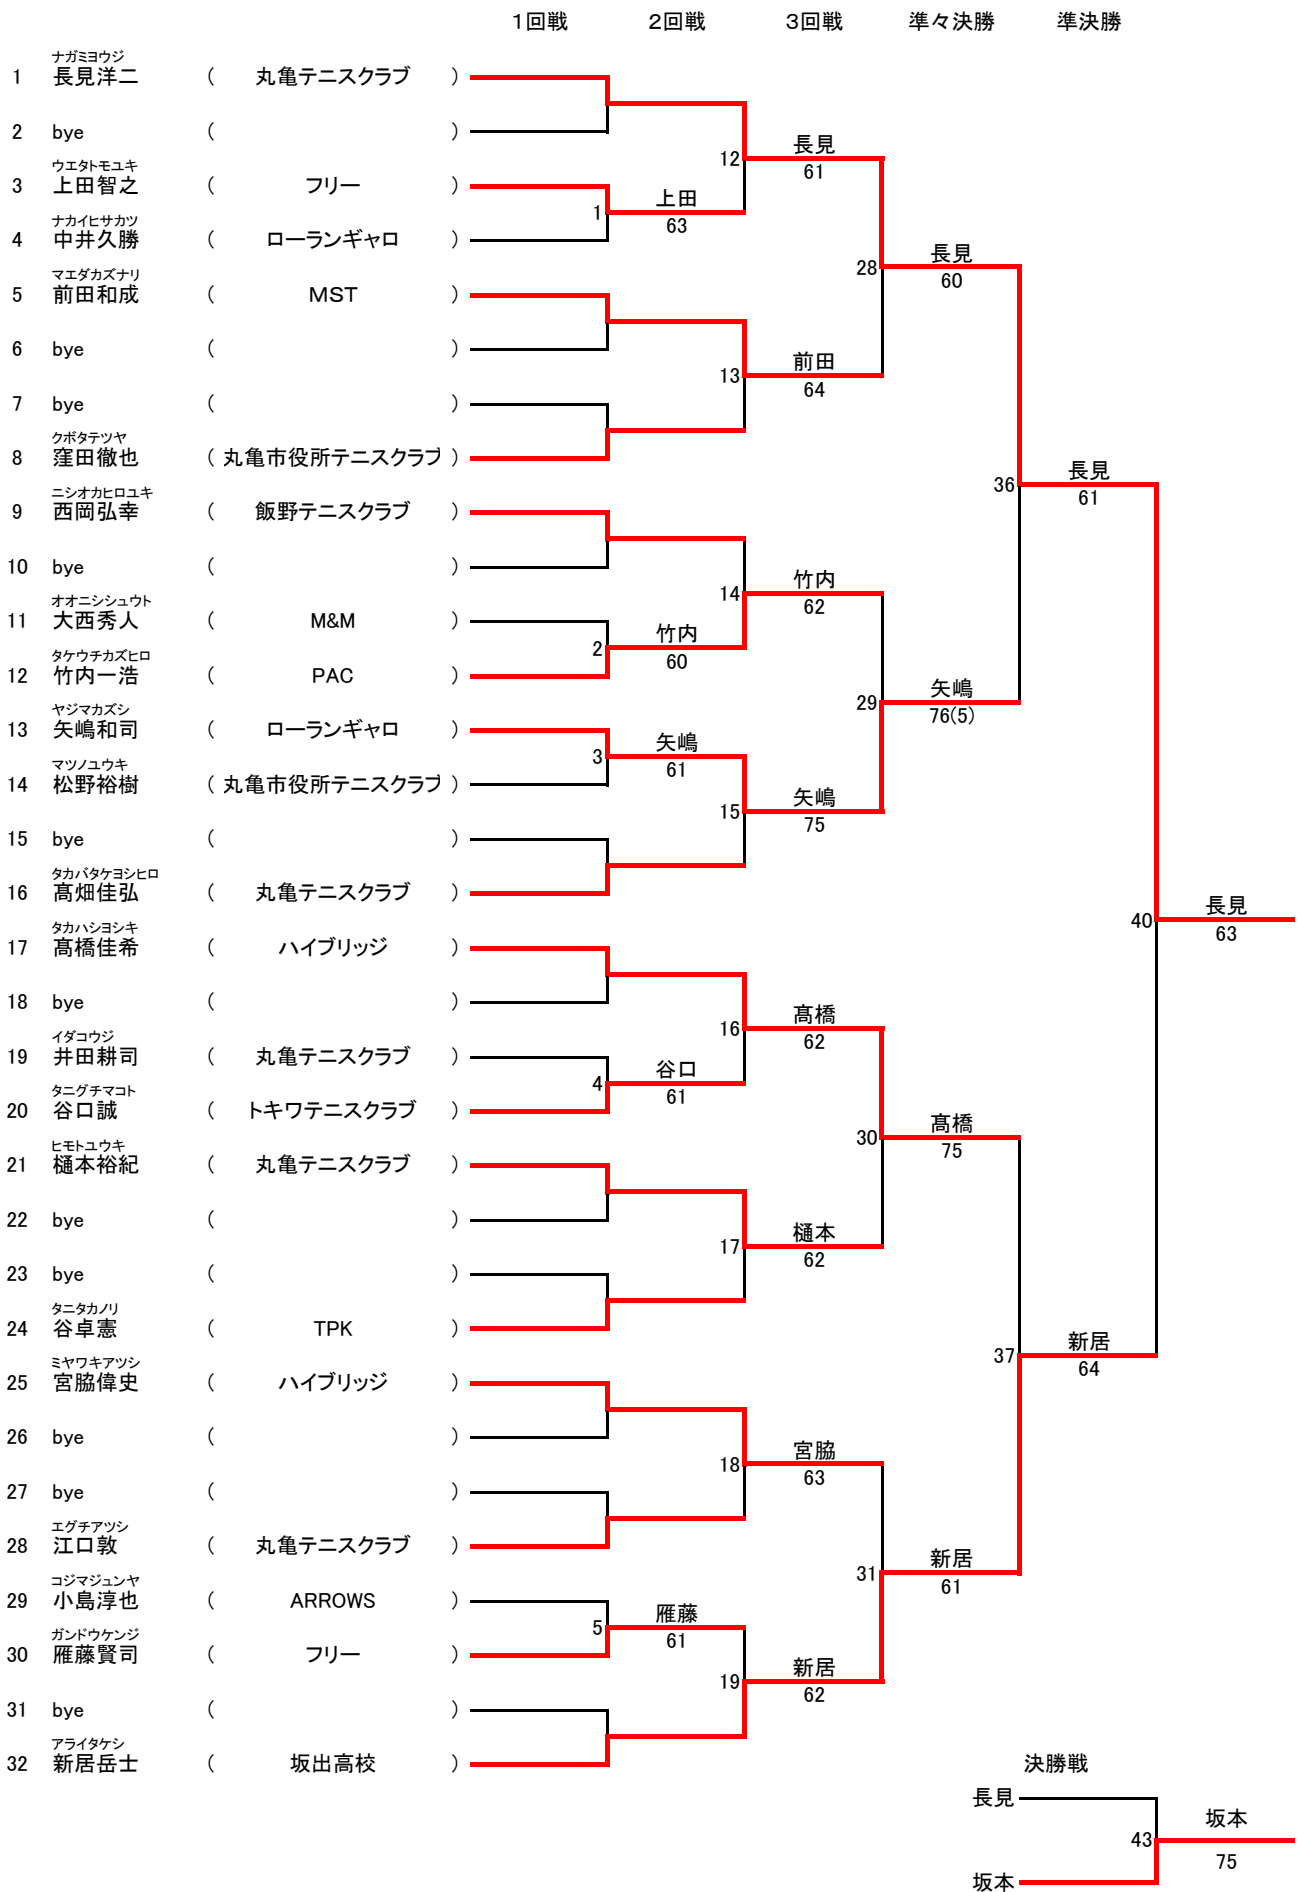 1回戦 2回戦 3回戦 準々決勝 準決勝
ナガミヨウジ
1 長見洋二 ( 丸亀テニスクラブ )
2 bye ( )
12 長見
61
ウエタトモユキ
3 上田智之 ( フリー )
1 上田
63
ナカイヒサカツ
4 中井久勝 ( ローランギャロ )
28 長見
60
マエダカズナリ
5 前田和成 ( MST )
6 bye ( )
13 前田
64
7 bye ( )
クボタテツヤ
8 窪田徹也 ( 丸亀市役所テニスクラブ )
36 長見
61
ニシオカヒロユキ
9 西岡弘幸 ( 飯野テニスクラブ )
10 bye ( )
14 竹内
62
オオニシシュウト
11 大西秀人 ( M&M )
2 竹内
60
タケウチカズヒロ
12 竹内一浩 ( PAC )
29 矢嶋
76(5)
ヤジマカズシ
13 矢嶋和司 ( ローランギャロ )
3 矢嶋
61
マツノユウキ
14 松野裕樹 ( 丸亀市役所テニスクラブ )
15 矢嶋
75
15 bye ( )
タカバタケヨシヒロ
16 髙畑佳弘 ( 丸亀テニスクラブ )
40 長見
63
タカハシヨシキ
17 髙橋佳希 ( ハイブリッジ )
18 bye ( )
16 髙橋
62
イダコウジ
19 井田耕司 ( 丸亀テニスクラブ )
4 谷口
61
タニグチマコト
20 谷口誠 ( トキワテニスクラブ )
30 髙橋
75
ヒモトユウキ
21 樋本裕紀 ( 丸亀テニスクラブ )
22 bye ( )
17 樋本
62
23 bye ( )
タニタカノリ
24 谷卓憲 ( TPK )
37 新居
64
ミヤワキアツシ
25 宮脇偉史 ( ハイブリッジ )
26 bye ( )
18 宮脇
63
27 bye ( )
エグチアツシ
28 江口敦 ( 丸亀テニスクラブ )
31 新居
61
コジマジュンヤ
29 小島淳也 ( ARROWS )
5 雁藤
61
ガンドウケンジ
30 雁藤賢司 ( フリー )
19 新居
62
31 bye ( )
アライタケシ
32 新居岳士 ( 坂出高校 )
決勝戦
長見
43 坂本
75
坂本